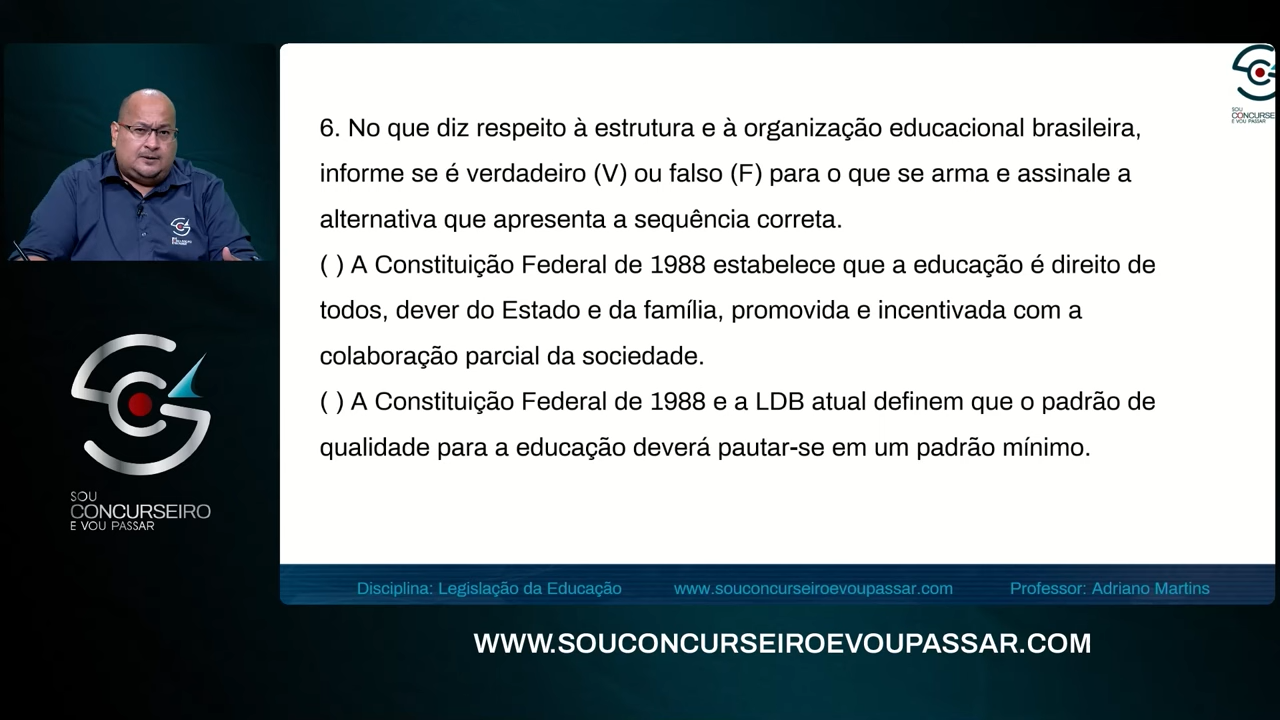 6. No que diz respeito à estrutura e à organização educacional brasileira,
informe se é verdadeiro (V) ou falso (F) para o que se arma e assinale a
alternativa que apresenta a sequência correta.
( ) A Constituição Federal de 1988 estabelece que a educação é direito de
todos, dever do Estado e da família, promovida e incentivada com a
colaboração parcial da sociedade.
( ) A Constituição Federal de 1988 e a LDB atual definem que o padrão de
qualidade para a educação deverá pautar-se em um padrão mínimo.
SOU
CONCURSE
E VOU PASSAR
SOU
CONCURSEIRO
E VOU PASSAR
Disciplina: Legislação da Educação www.souconcurseiroevoupassar.com Professor: Adriano Martins
WWW.SOUCONCURSEIROEVOUPASSAR.COM